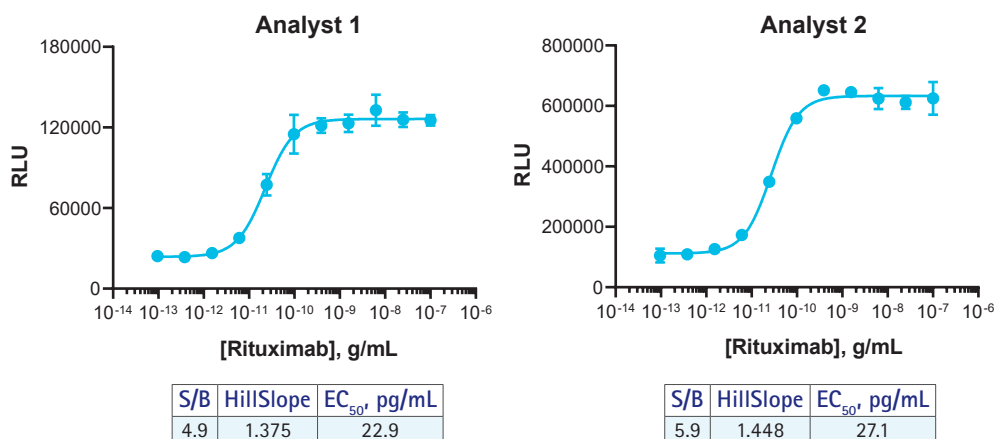 Analyst 1
180000
120000
60000
0
RLU
10⁻¹⁴ 10⁻¹³ 10⁻¹² 10⁻¹¹ 10⁻¹⁰ 10⁻⁹ 10⁻⁸ 10⁻⁷ 10⁻⁶
[Rituximab], g/mL
S/B HillSlope EC₅₀, pg/mL
4.9 1.375 22.9
Analyst 2
800000
600000
400000
200000
0
RLU
10⁻¹⁴ 10⁻¹³ 10⁻¹² 10⁻¹¹ 10⁻¹⁰ 10⁻⁹ 10⁻⁸ 10⁻⁷ 10⁻⁶
[Rituximab], g/mL
S/B HillSlope EC₅₀, pg/mL
5.9 1.448 27.1